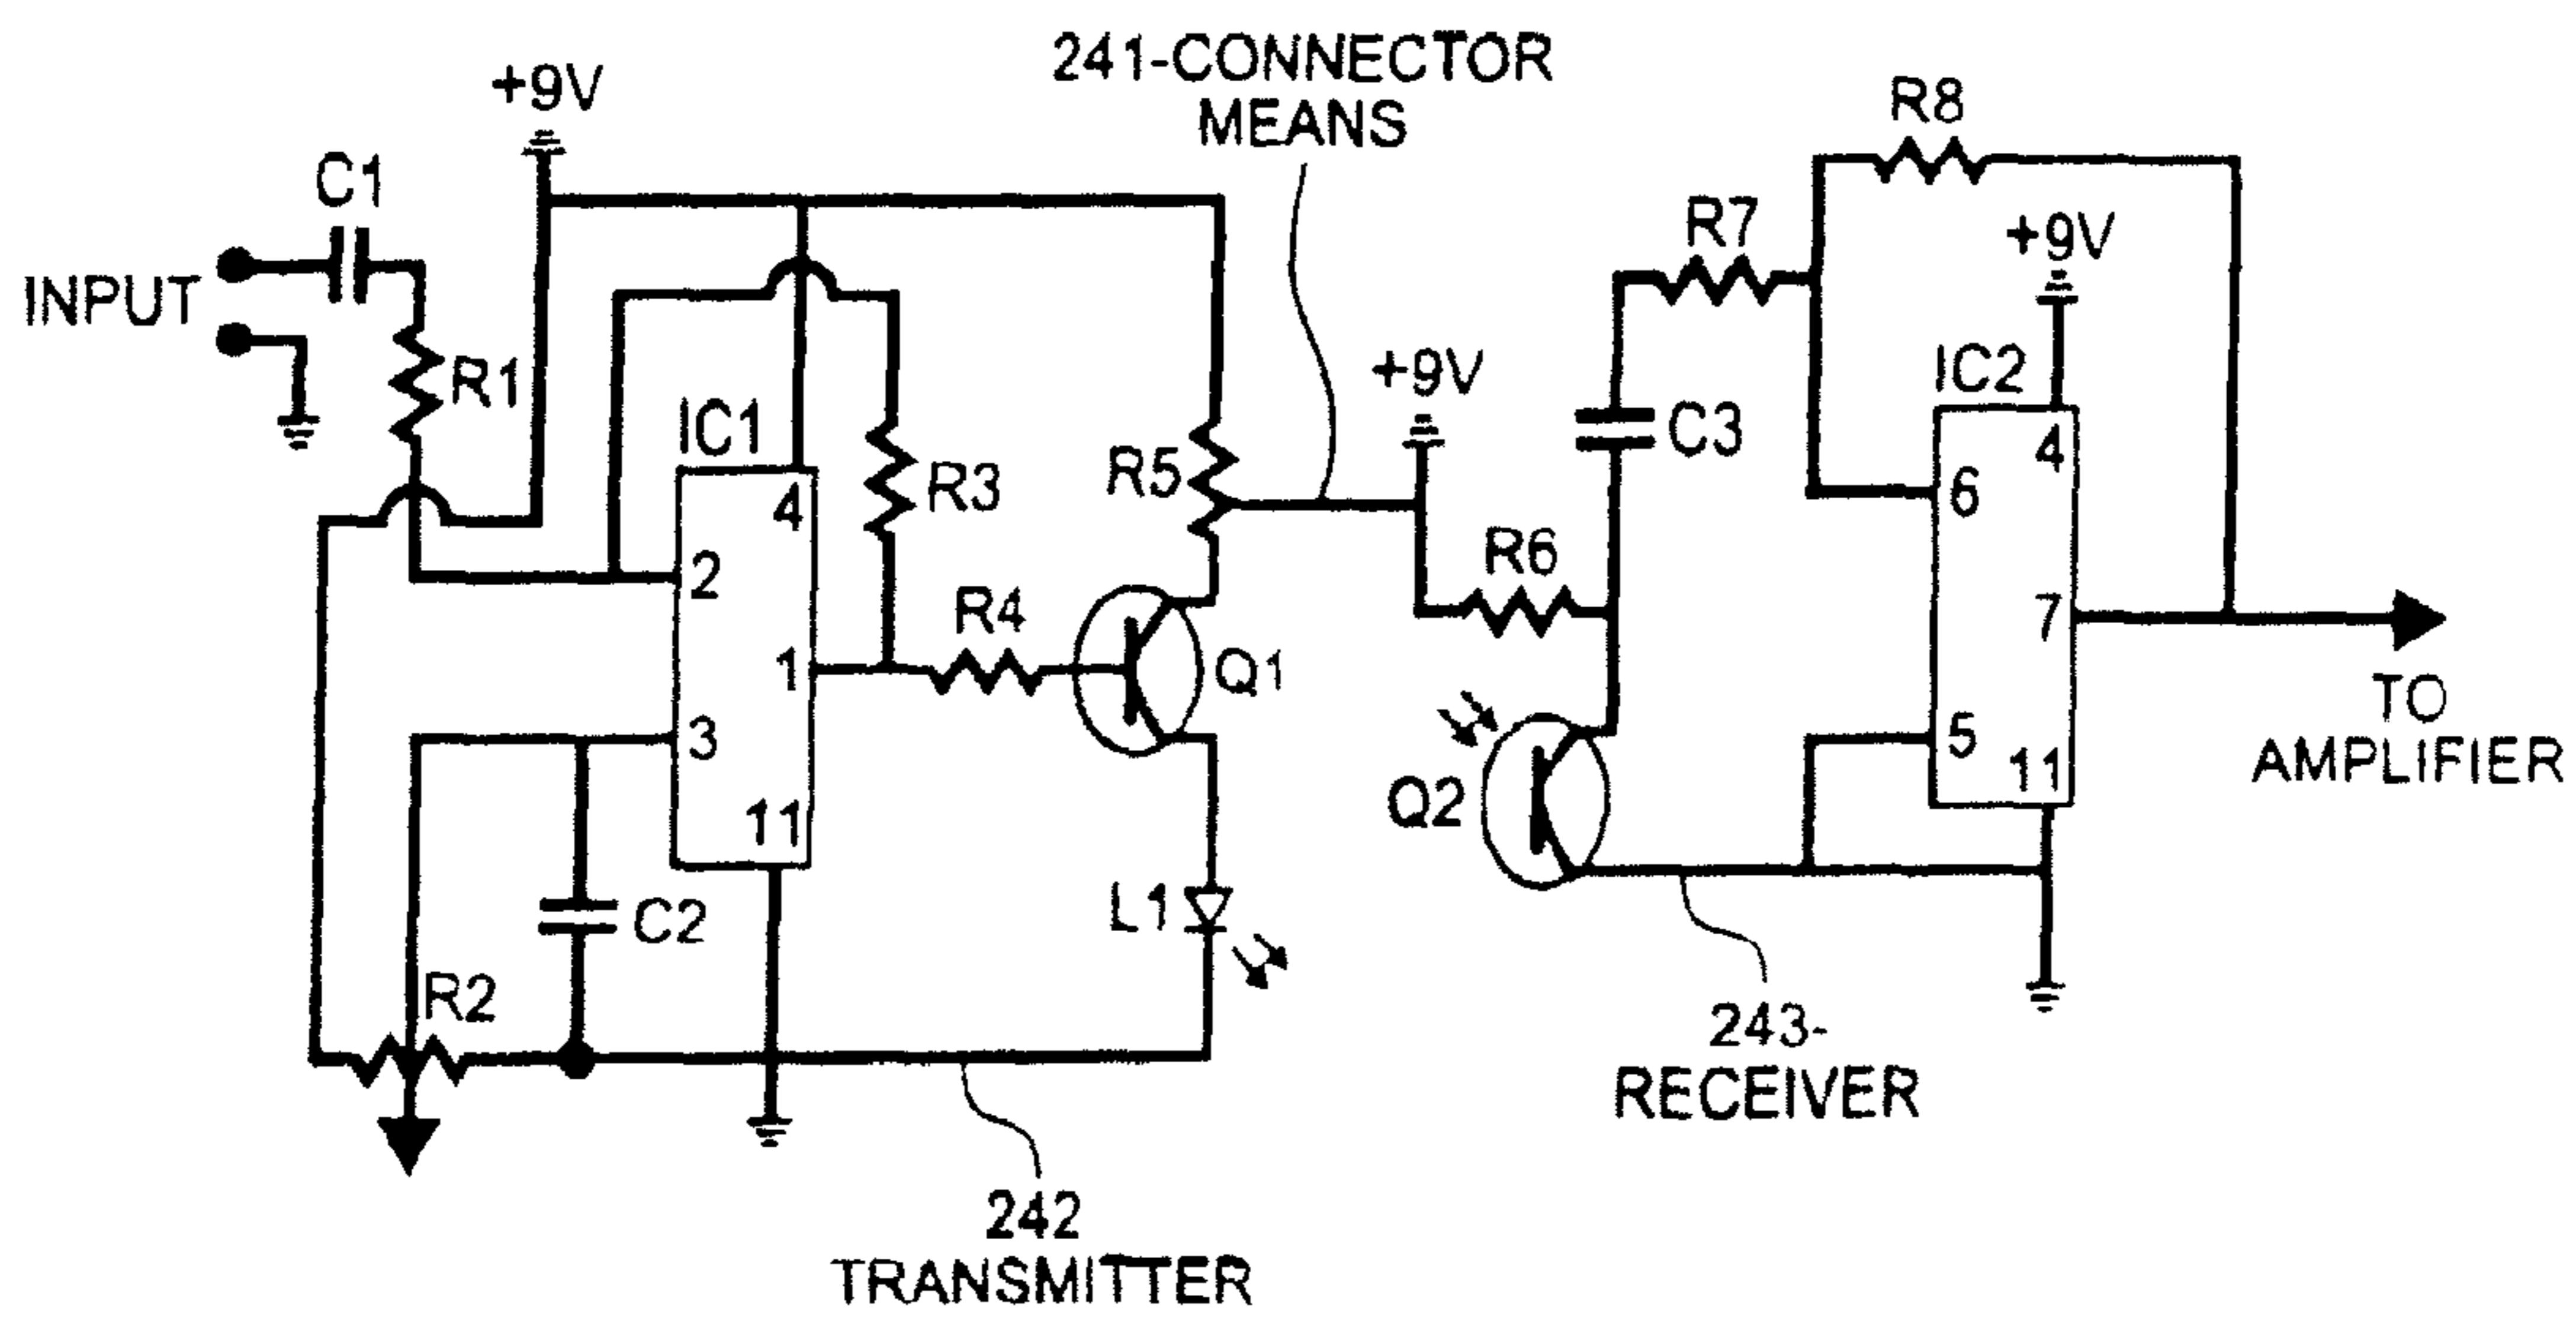 241-CONNECTOR
MEANS
+9V
R8
C1
R7
+9V
INPUT
R1
+9V
IC2
IC1
C3
4
R5
R3
4
6
R6
2
R4
7
1
Q1
TO
AMPLIFIER
3
5
Q2
11
11
L1
C2
R2
243-
RECEIVER
242
TRANSMITTER